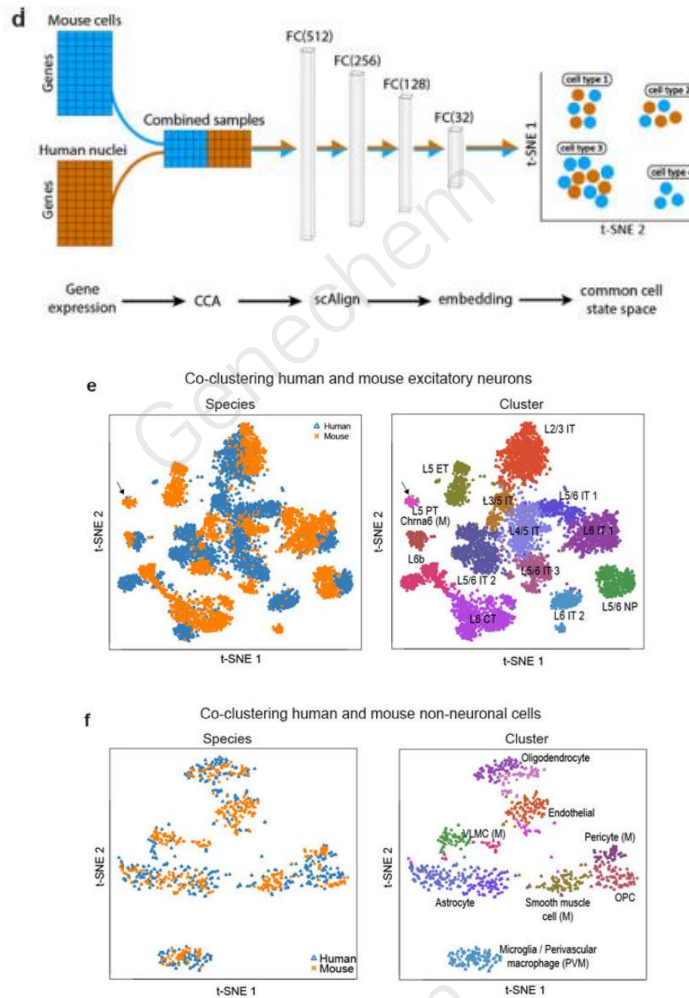 d
Mouse cells
Genes
Human nuclei
Genes
Combined samples
FC(512)
FC(256)
FC(128)
FC(32)
t-SNE 1
cell type 1
cell type 2
cell type 3
cell type
t-SNE 2
Gene expression
CCA
scAlign
embedding
common cell state space
Genechem
e
Co-clustering human and mouse excitatory neurons
Species
Human
Mouse
t-SNE 2
t-SNE 1
Cluster
L2/3 IT
L5 ET
L3/5 IT
L5/6 IT 1
L5 PT
Chrna6 (M)
L4/5 IT
L6 IT 1
L6b
L5/6 IT 2
L5/6 IT 3
L6 CT
L6 IT 2
L5/6 NP
t-SNE 1
f
Co-clustering human and mouse non-neuronal cells
Species
t-SNE 2
Human
Mouse
t-SNE 1
Cluster
Oligodendrocyte
Endothelial
VLMC (M)
Pericyte (M)
Astrocyte
Smooth muscle
cell (M)
OPC
Microglia / Perivascular
macrophage (PVM)
t-SNE 1